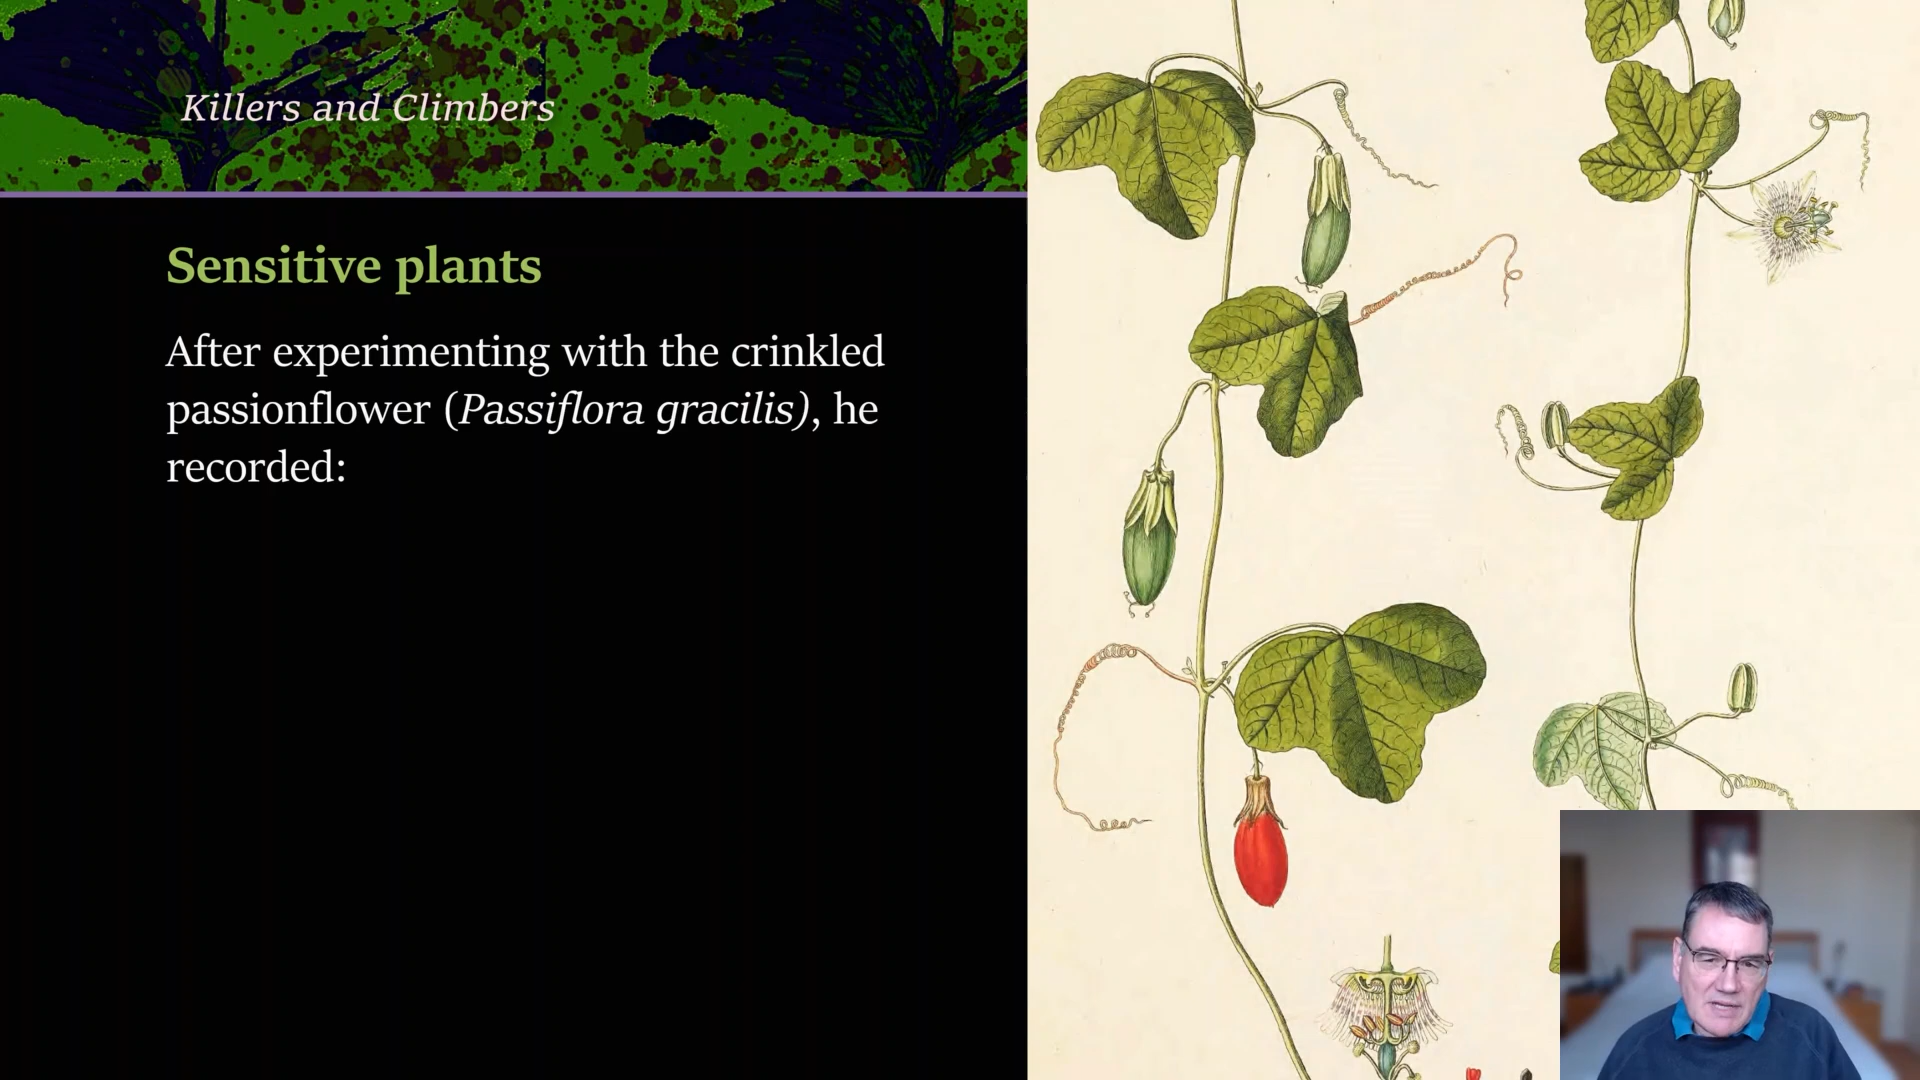 Killers and Climbers
Sensitive plants
After experimenting with the crinkled
passionflower (Passiflora gracilis), he
recorded: